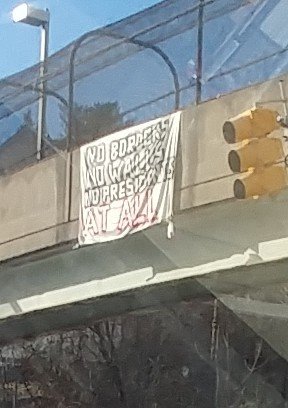 NO BORDERS
NO WALLS
NO PRESIDENTS
AT ALL!